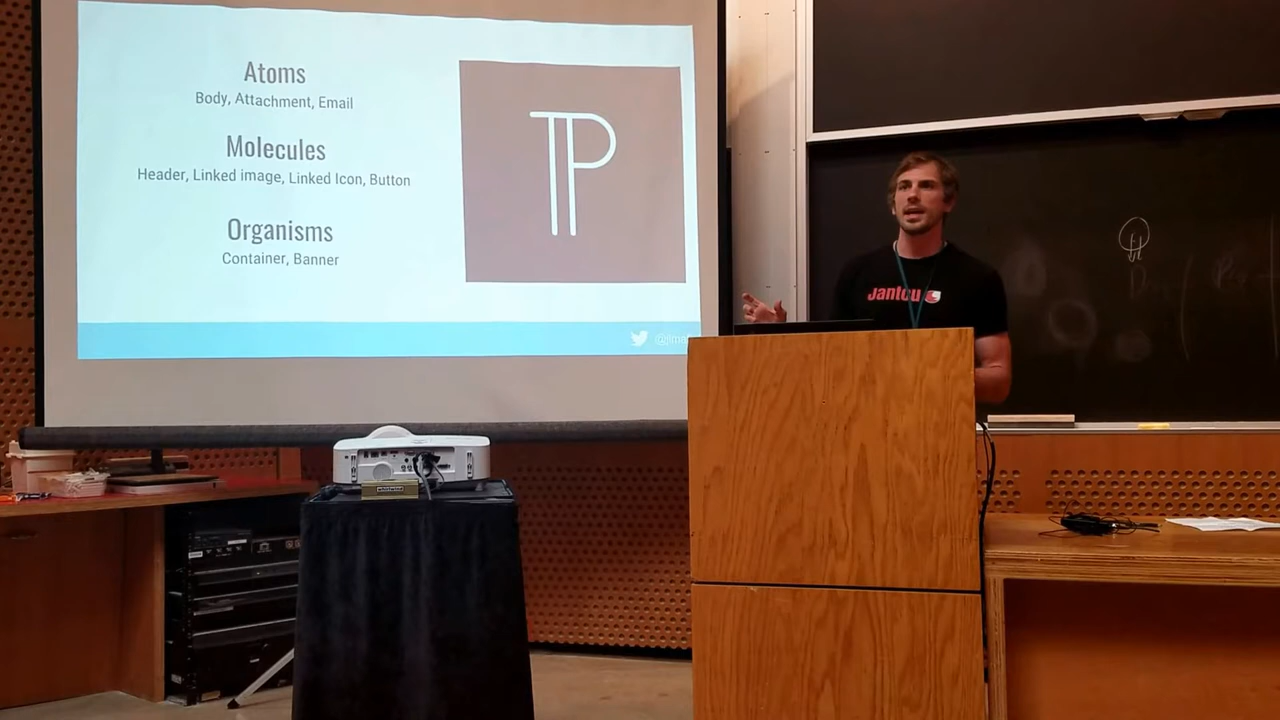 Atoms
Body, Attachment, Email
Molecules
Header, Linked image, Linked Icon, Button
Organisms
Container, Banner
TP
Jantou